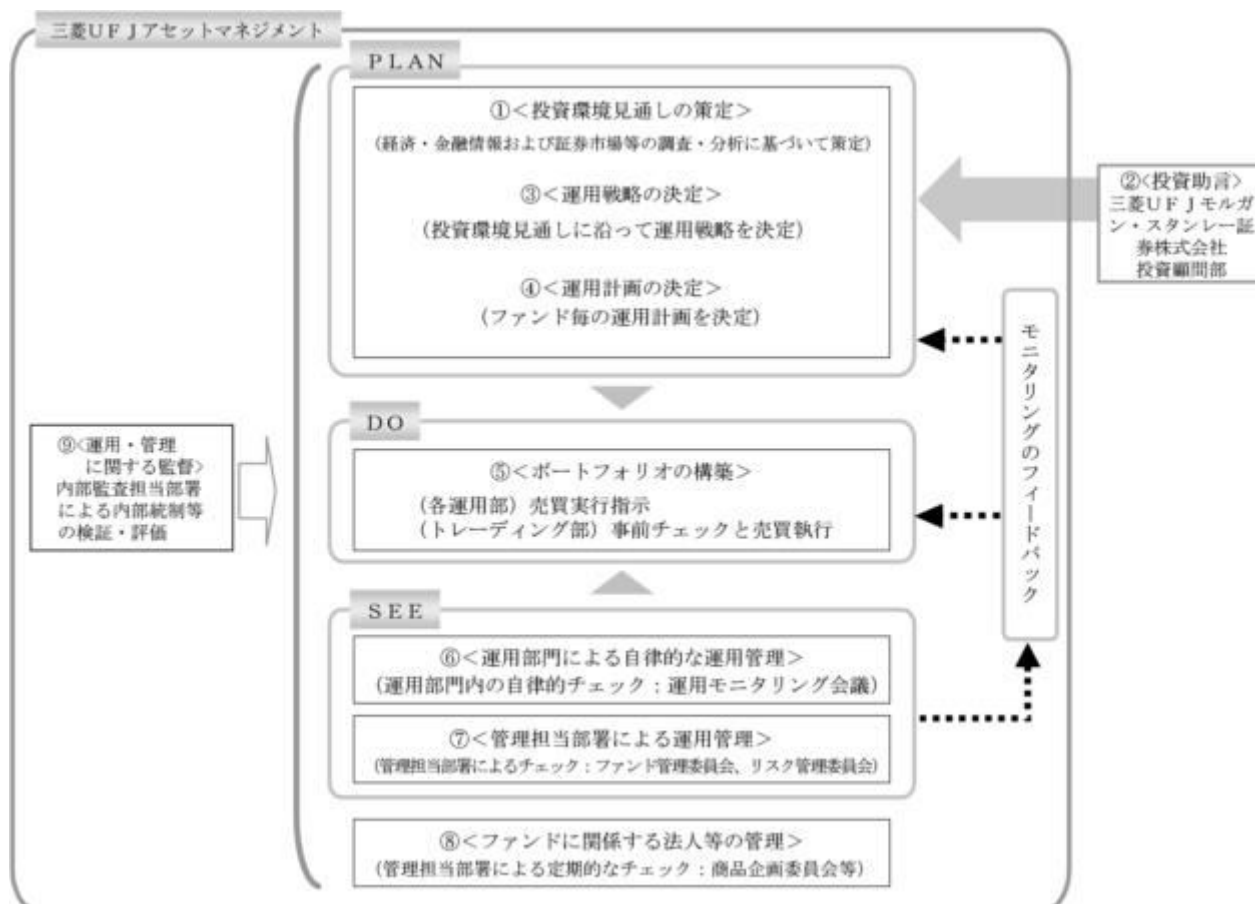 三菱UFJアセットマネジメント
PLAN
①＜投資環境見通しの策定＞
(経済・金融情報および証券市場等の調査・分析に基づいて策定)
③＜運用戦略の決定＞
(投資環境見通しに沿って運用戦略を決定)
④＜運用計画の決定＞
(ファンド毎の運用計画を決定)
②＜投資助言＞
三菱UFJモルガ
ン・スタンレー証
券株式会社
投資顧問部
モニタリングのフィードバック
DO
⑤＜ポートフォリオの構築＞
(各運用部）売買実行指示
(トレーディング部）事前チェックと売買執行
⑨＜運用・管理
に関する監督＞
内部監査担当部署
による内部統制等
の検証・評価
SEE
⑥＜運用部門による自律的な運用管理＞
(運用部門内の自律的チェック：運用モニタリング会議)
⑦＜管理担当部署による運用管理＞
(管理担当部署によるチェック：ファンド管理委員会、リスク管理委員会)
⑧＜ファンドに関係する法人等の管理＞
(管理担当部署による定期的なチェック：商品企画委員会等)